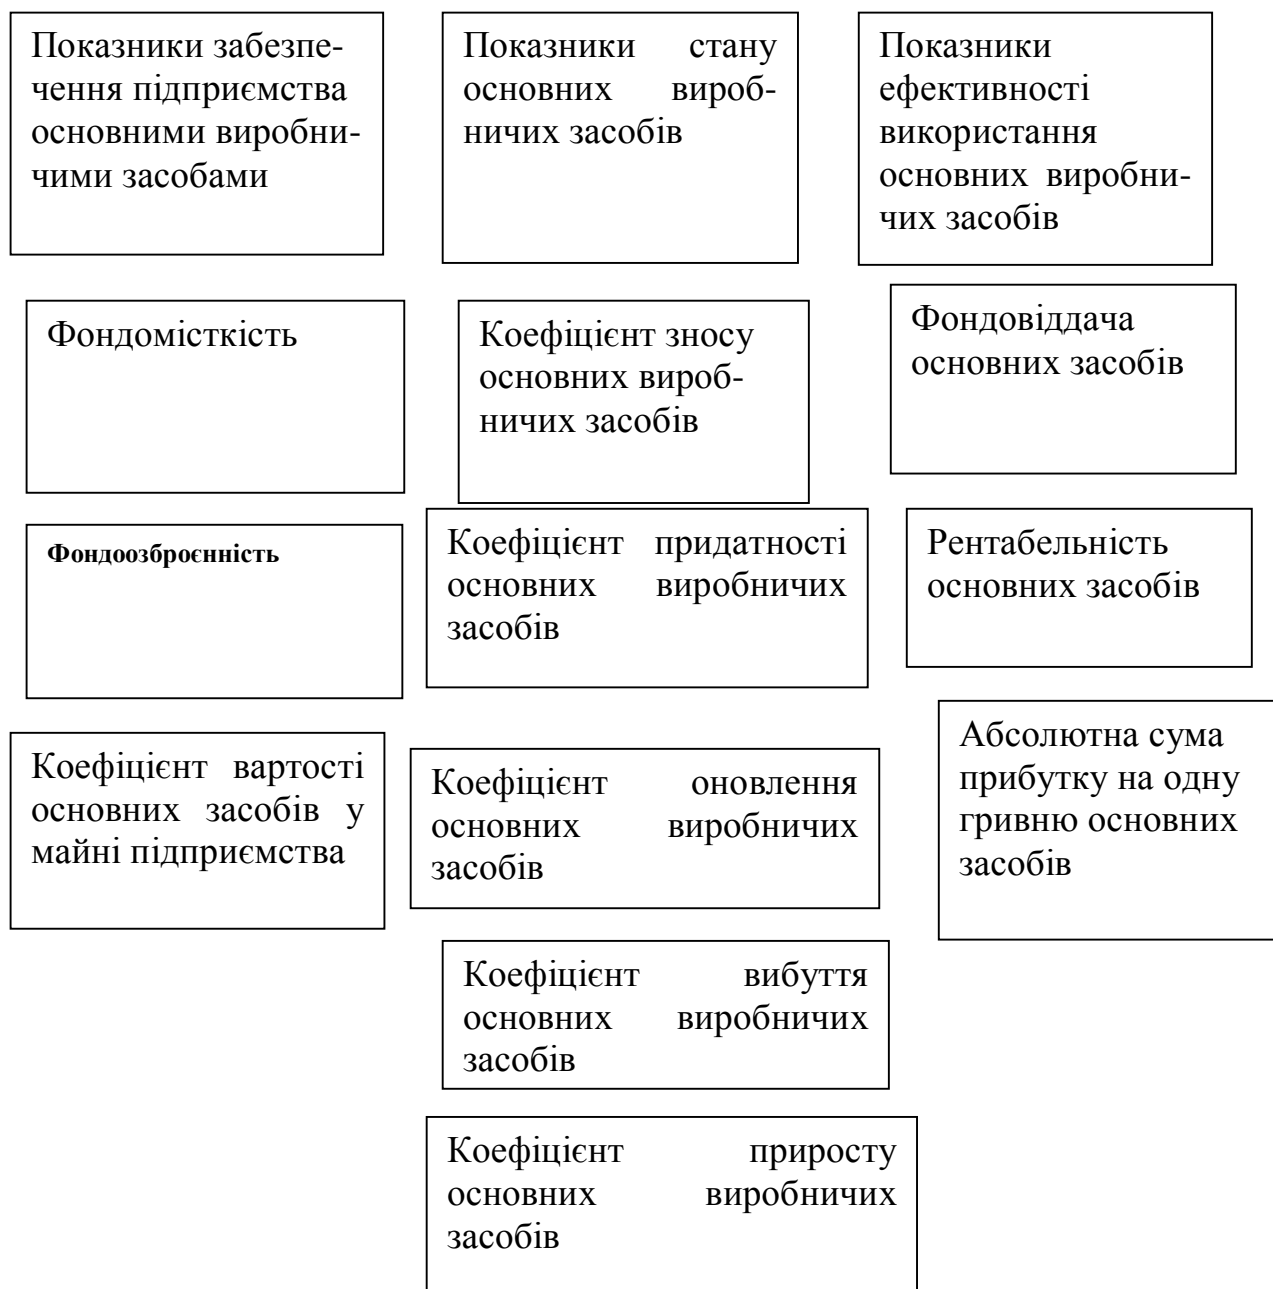 Показники забезпе-
чення підприємства
основними виробни-
чими засобами
Показники стану
основних вироб-
ничих засобів
Показники
ефективності
використання
основних виробни-
чих засобів
Фондомісткість
Коефіцієнт зносу
основних вироб-
ничих засобів
Фондовіддача
основних засобів
Фондоозброєнність
Коефіцієнт придатності
основних виробничих
засобів
Рентабельність
основних засобів
Коефіцієнт вартості
основних засобів у
майні підприємства
Коефіцієнт оновлення
основних виробничих
засобів
Абсолютна сума
прибутку на одну
гривню основних
засобів
Коефіцієнт вибуття
основних виробничих
засобів
Коефіцієнт приросту
основних виробничих
засобів